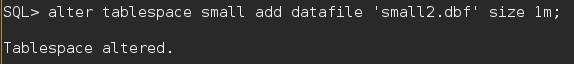 SQL> alter tablespace small add datafile 'small2.dbf' size 1m;
Tablespace altered.